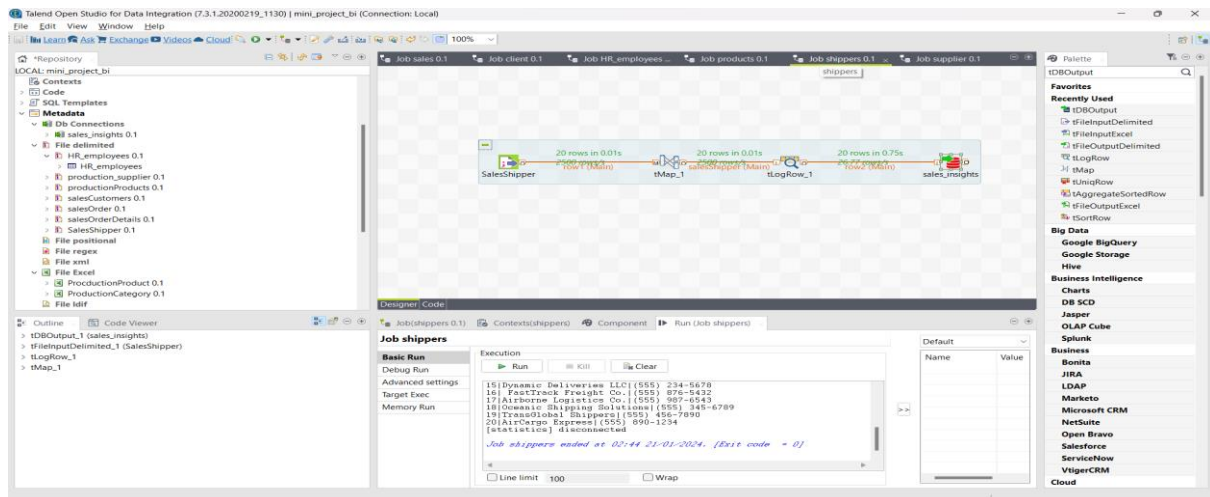 Talend Open Studio for Data Integration (7.3.1.20200219_1130) | mini_project_bi (Connection: Local)
File Edit View Window Help
Learn Ask Exchange Videos Cloud 100%
*Repository
LOCAL: mini_project_bi
Contexts
Code
SQL Templates
Metadata
Db Connections
sales_insights 0.1
File delimited
HR_employees 0.1
HR_employees
production_supplier 0.1
productionProducts 0.1
salesCustomers 0.1
salesOrder 0.1
salesOrderDetails 0.1
SalesShipper 0.1
File positional
File regex
File xml
File Excel
ProcductionProduct 0.1
ProductionCategory 0.1
File ldif
Outline Code Viewer
tDBOutput_1 (sales_insights)
tFileInputDelimited_1 (SalesShipper)
tLogRow_1
tMap_1
Job sales 0.1 Job client 0.1 Job HR_employees ... Job products 0.1 Job shippers 0.1 Job supplier 0.1
shippers
20 rows in 0.01s 20 rows in 0.01s 20 rows in 0.75s
2500 rows/s 2500 rows/s 26.77 rows/s
row1 (Main) salesShepper (Main) row2 (Main)
SalesShipper tMap_1 tLogRow_1 sales_insights
Designer Code
Job(shippers 0.1) Contexts(shippers) Component Run (Job shippers)
Job shippers
Basic Run
Debug Run
Advanced settings
Target Exec
Memory Run
Execution
Run Kill Clear
15|Dynamic Deliveries LLC|(555) 234-5678
16| FastTrack Freight Co.|(555) 876-5432
17|Airborne Logistics Co.|(555) 987-6543
18|Oceanic Shipping Solutions|(555) 345-6789
19|TransGlobal Shippers|(555) 456-7890
20|AirCargo Express|(555) 890-1234
[statistics] disconnected
Job shippers ended at 02:44 21/01/2024. [Exit code = 0]
Line limit 100 Wrap
>>
Default
Name Value
Palette
tDBOutput
Favorites
Recently Used
tDBOutput
tFileInputDelimited
tFileInputExcel
tFileOutputDelimited
tLogRow
tMap
tUniqRow
tAggregateSortedRow
tFileOutputExcel
tSortRow
Big Data
Google BigQuery
Google Storage
Hive
Business Intelligence
Charts
DB SCD
Jasper
OLAP Cube
Splunk
Business
Bonita
JIRA
LDAP
Marketo
Microsoft CRM
NetSuite
Open Bravo
Salesforce
ServiceNow
VtigerCRM
Cloud